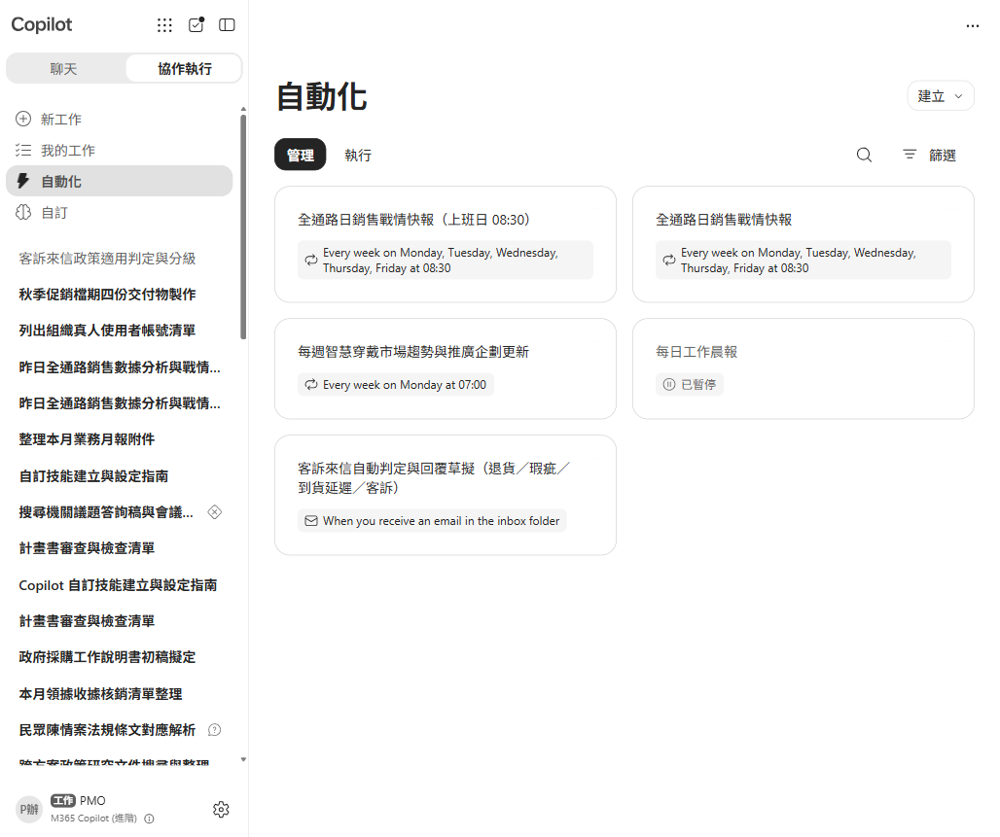 Copilot
聊天
協作執行
新工作
我的工作
自動化
自訂
客訴來信政策適用判定與分級
秋季促銷檔期四份交付物製作
列出組織真人使用者帳號清單
昨日全通路銷售數據分析與戰情...
昨日全通路銷售數據分析與戰情...
整理本月業務月報附件
自訂技能建立與設定指南
搜尋機關議題答詢稿與會議...
計畫書審查與檢查清單
Copilot 自訂技能建立與設定指南
計畫書審查與檢查清單
政府採購工作說明書初稿擬定
本月領據收據核銷清單整理
民眾陳情案法規條文對應解析
跨方案政策研究文件搜尋與整理
P辦
工作 PMO
M365 Copilot (進階)
自動化
建立
管理
執行
篩選
全通路日銷售戰情快報（上班日 08:30）
Every week on Monday, Tuesday, Wednesday,
Thursday, Friday at 08:30
全通路日銷售戰情快報
Every week on Monday, Tuesday, Wednesday,
Thursday, Friday at 08:30
每週智慧穿戴市場趨勢與推廣企劃更新
Every week on Monday at 07:00
每日工作晨報
已暫停
客訴來信自動判定與回覆草擬（退貨／瑕疵／
到貨延遲／客訴）
When you receive an email in the inbox folder